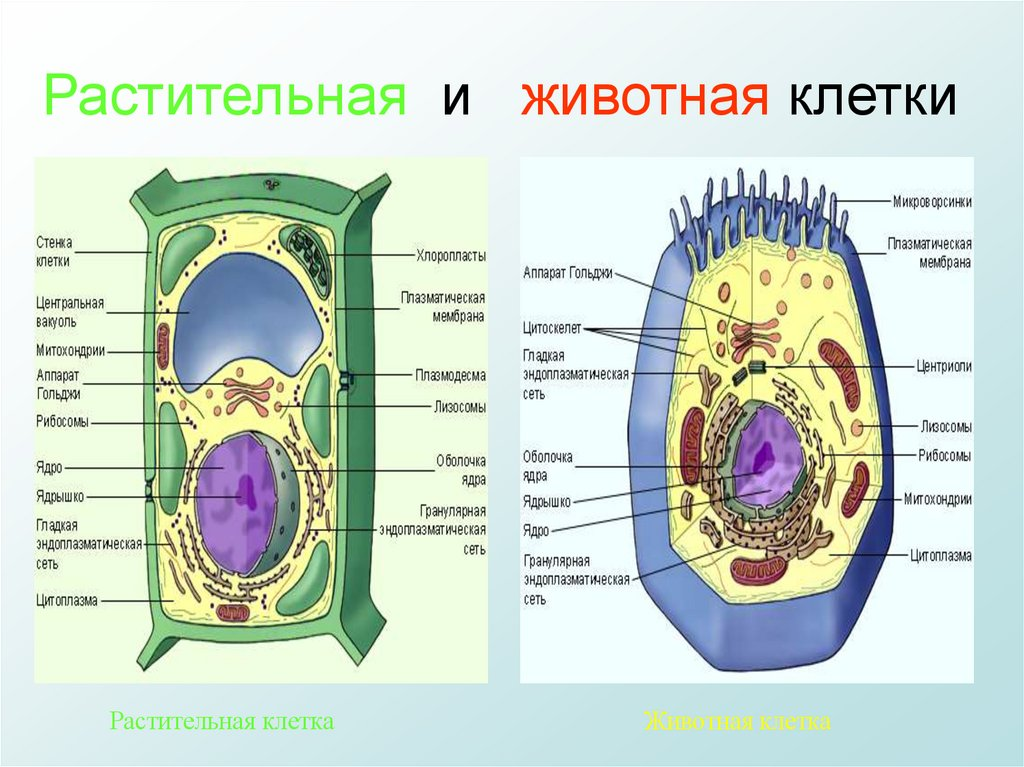 Растительная и животная клетки
Стенка
клетки
Центральная
вакуоль
Митохондрии
Аппарат
Гольджи
Рибосомы
Ядро
Ядрышко
Гладкая
эндоплазматическая
сеть
Цитоплазма
Хлоропласты
Плазматическая
мембрана
Плазмодесма
Лизосомы
Оболочка
ядра
Гранулярная
эндоплазматическая
сеть
Аппарат Гольджи
Цитоскелет
Гладкая
эндоплазматическая
сеть
Оболочка
ядра
Ядрышко
Ядро
Гранулярная
эндоплазматическая
сеть
Микроворсинки
Плазматическая
мембрана
Центриоли
Лизосомы
Рибосомы
Митохондрии
Цитоплазма
Растительная клетка
Животная клетка